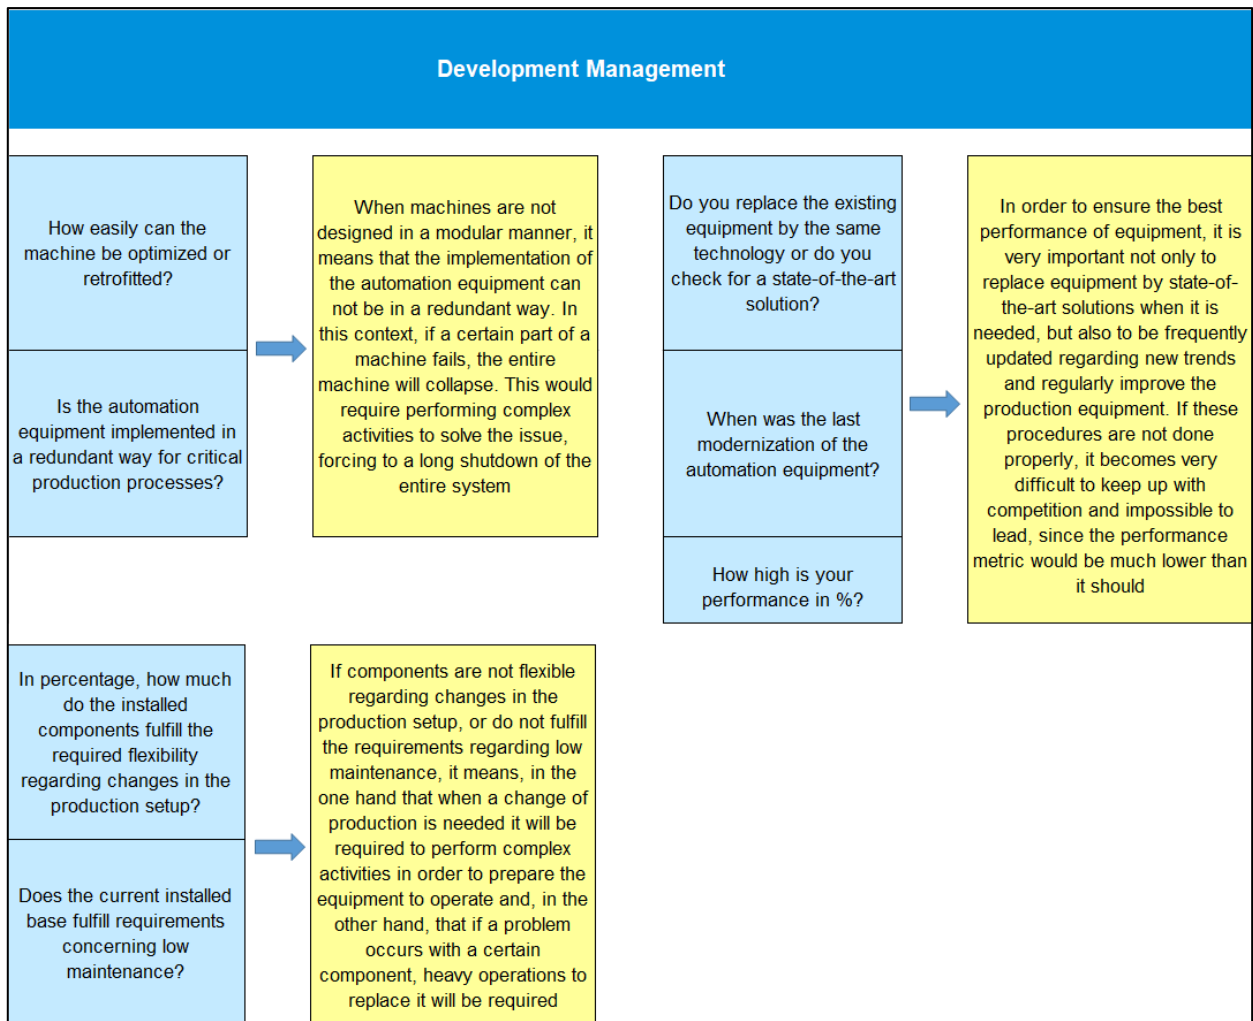 Development Management
How easily can the
machine be optimized or
retrofitted?
Is the automation
equipment implemented in
a redundant way for critical
production processes?
When machines are not
designed in a modular manner, it
means that the implementation of
the automation equipment can
not be in a redundant way. In
this context, if a certain part of a
machine fails, the entire
machine will collapse. This would
require performing complex
activities to solve the issue,
forcing to a long shutdown of the
entire system
Do you replace the existing
equipment by the same
technology or do you
check for a state-of-the-art
solution?
When was the last
modernization of the
automation equipment?
How high is your
performance in %?
In order to ensure the best
performance of equipment, it is
very important not only to
replace equipment by state-of-
the-art solutions when it is
needed, but also to be frequently
updated regarding new trends
and regularly improve the
production equipment. If these
procedures are not done
properly, it becomes very
difficult to keep up with
competition and impossible to
lead, since the performance
metric would be much lower than
it should
In percentage, how much
do the installed
components fulfill the
required flexibility
regarding changes in the
production setup?
Does the current installed
base fulfill requirements
concerning low
maintenance?
If components are not flexible
regarding changes in the
production setup, or do not fulfill
the requirements regarding low
maintenance, it means, in the
one hand that when a change of
production is needed it will be
required to perform complex
activities in order to prepare the
equipment to operate and, in the
other hand, that if a problem
occurs with a certain
component, heavy operations to
replace it will be required